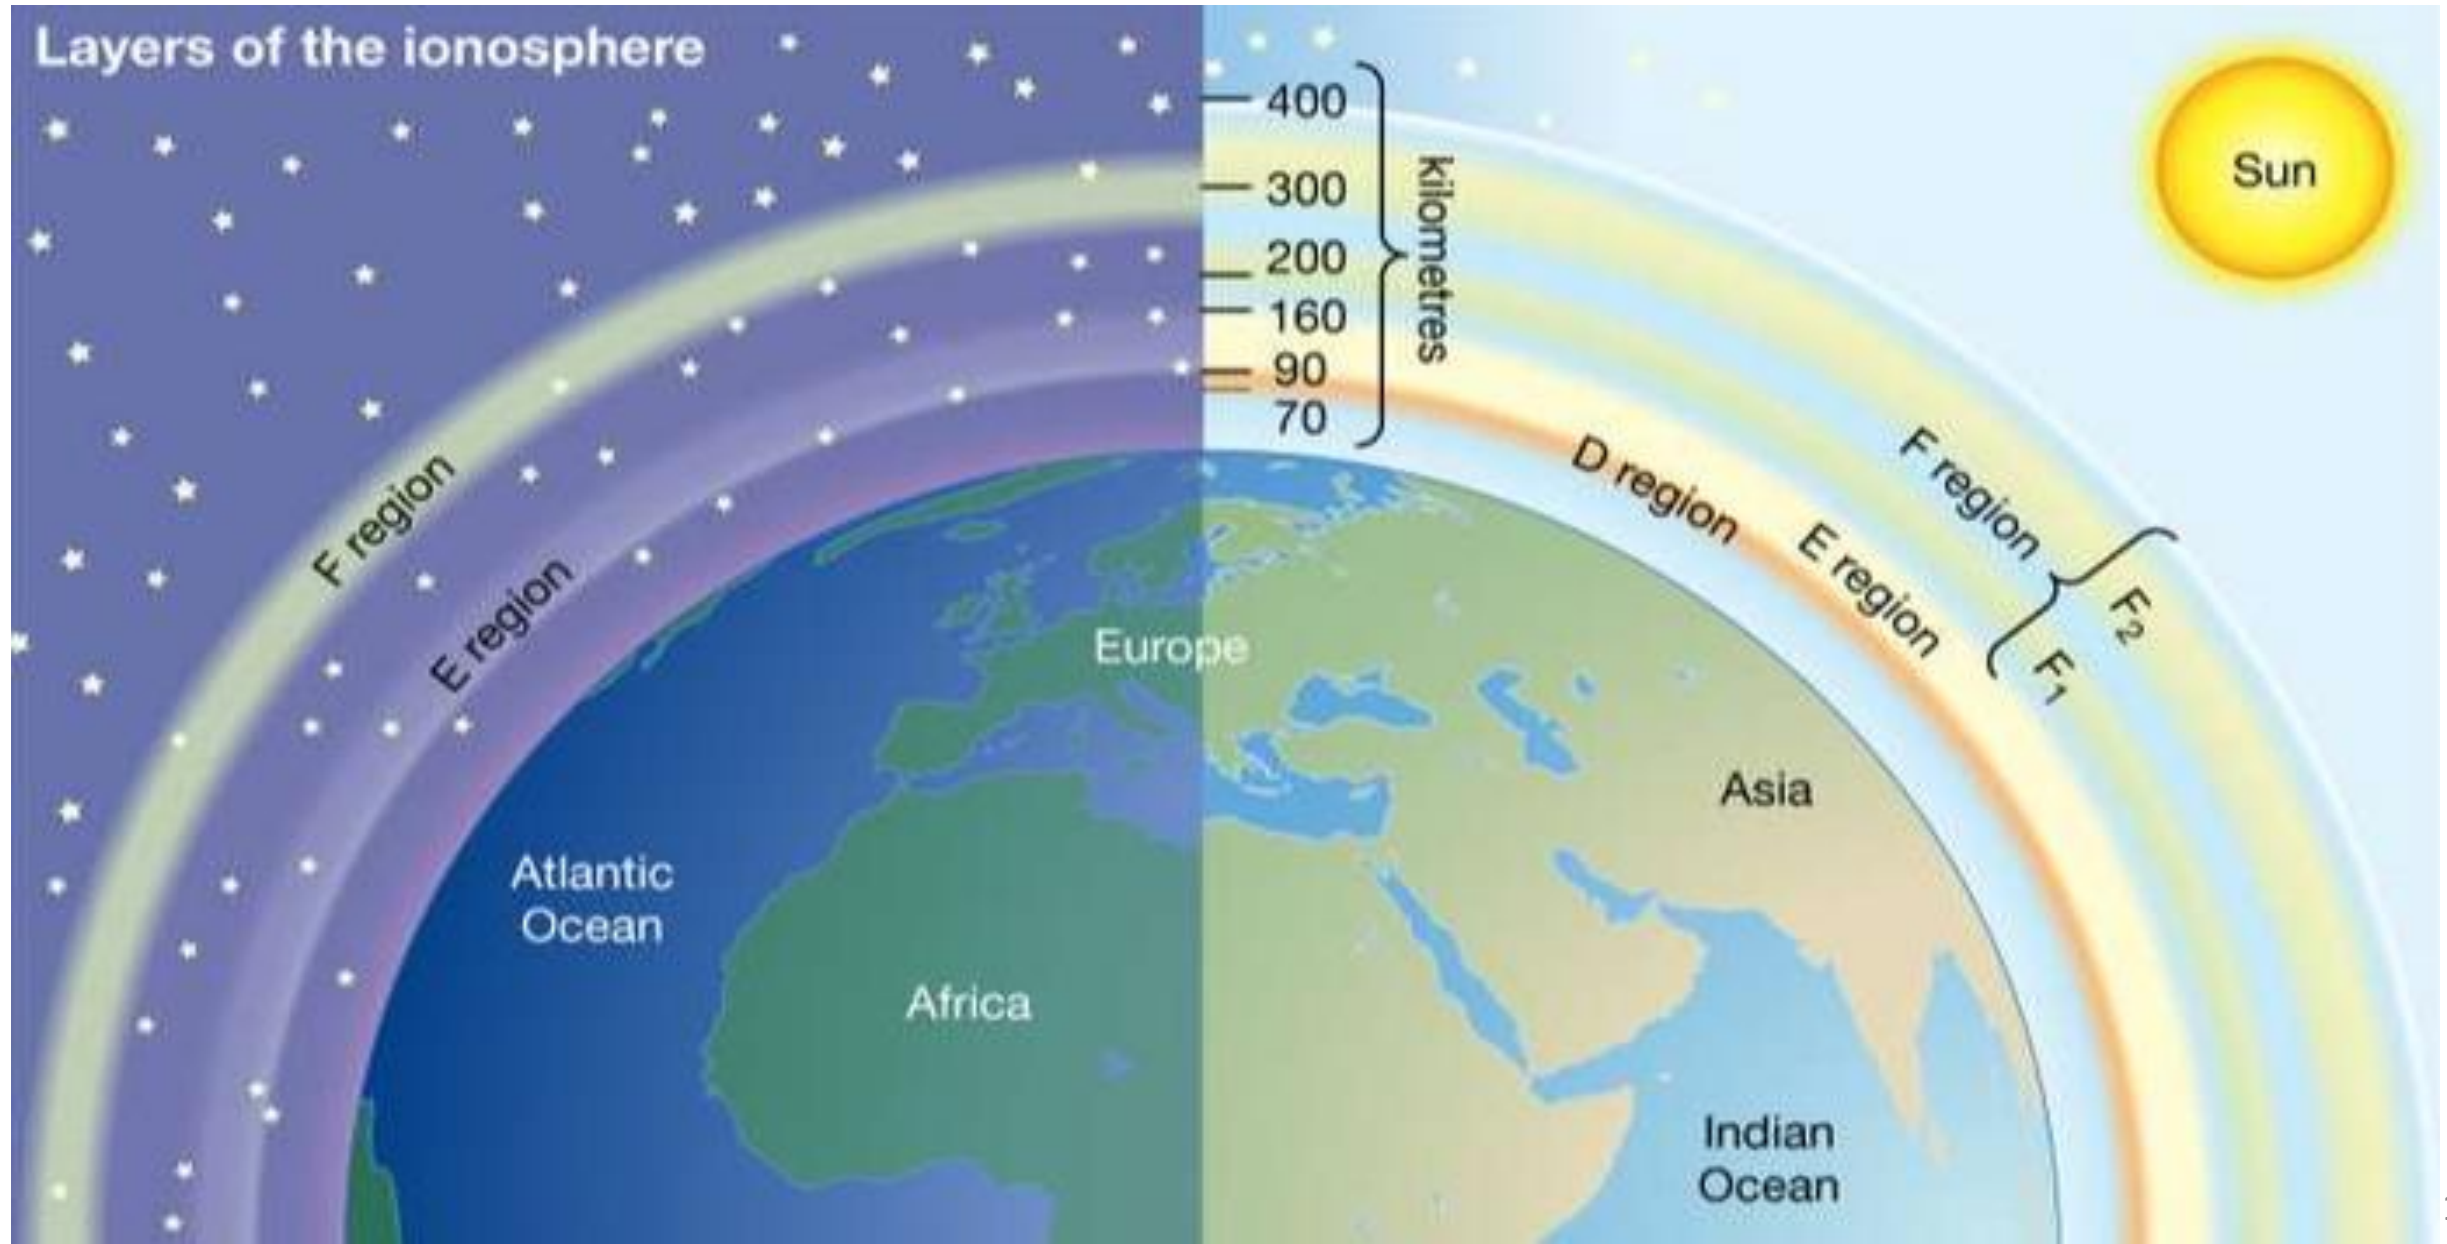 Layers of the ionosphere
400
300
200
160
90
70
kilometres
Sun
F region
E region
D region
E region
F region
F2
F1
Europe
Asia
Atlantic
Ocean
Africa
Indian
Ocean